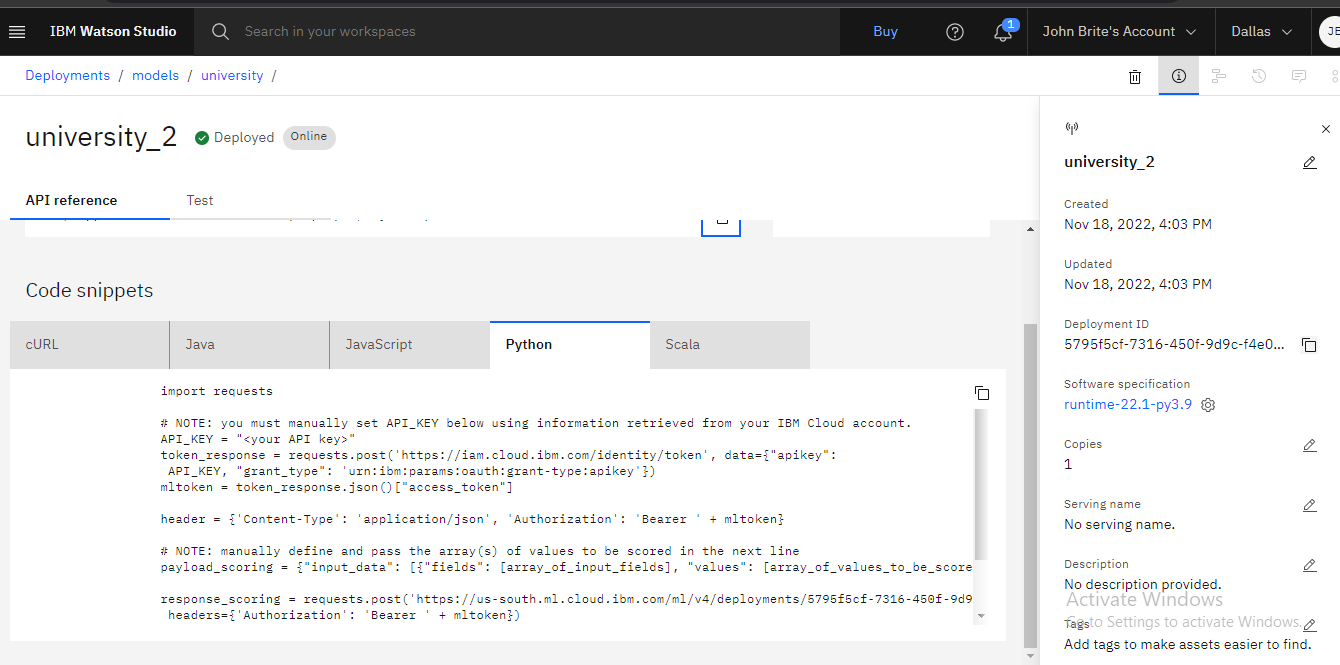 IBM Watson Studio
Search in your workspaces
Buy
1
John Brite's Account
Dallas
Deployments / models / university /
university_2
Deployed
Online
API reference
Test
Code snippets
cURL
Java
JavaScript
Python
Scala
import requests
# NOTE: you must manually set API_KEY below using information retrieved from your IBM Cloud account.
API_KEY = "<your API key>"
token_response = requests.post('https://iam.cloud.ibm.com/identity/token', data={"apikey":
API_KEY, "grant_type": 'urn:ibm:params:oauth:grant-type:apikey'})
mltoken = token_response.json()["access_token"]
header = {'Content-Type': 'application/json', 'Authorization': 'Bearer ' + mltoken}
# NOTE: manually define and pass the array(s) of values to be scored in the next line
payload_scoring = {"input_data": [{"fields": [array_of_input_fields], "values": [array_of_values_to_be_score
response_scoring = requests.post('https://us-south.ml.cloud.ibm.com/ml/v4/deployments/5795f5cf-7316-450f-9d9
headers={'Authorization': 'Bearer ' + mltoken})
university_2
Created
Nov 18, 2022, 4:03 PM
Updated
Nov 18, 2022, 4:03 PM
Deployment ID
5795f5cf-7316-450f-9d9c-f4e0...
Software specification
runtime-22.1-py3.9
Copies
1
Serving name
No serving name.
Description
No description provided.
Activate Windows
Go to Settings to activate Windows.
Tags
Add tags to make assets easier to find.